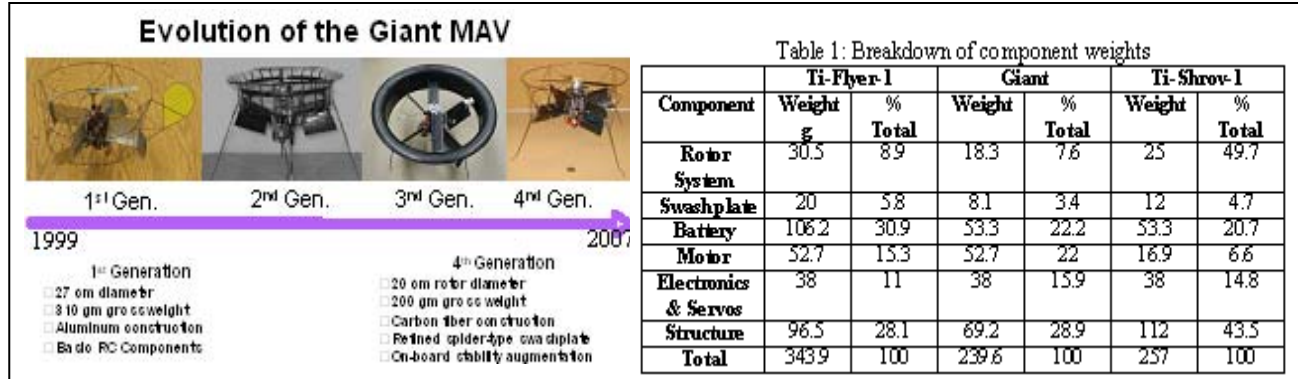 Evolution of the Giant MAV
1st Gen.
2nd Gen.
3rd Gen.
4th Gen.
1999
2007
1st Generation
27 cm diameter
310 gm gross weight
Aluminum construction
Basic RC Components
4th Generation
20 cm rotor diameter
200 gm gross weight
Carbon fiber construction
Refined spider-type swashplate
On-board stability augmentation
Table 1: Breakdown of component weights
Ti-Flyer-1 Giant Ti-Shrov-1
Component Weight % Weight % Weight %
g Total Total Total
Rotor 30.5 8.9 18.3 7.6 25 49.7
System
Swashplate 20 5.8 8.1 3.4 12 4.7
Battery 106.2 30.9 53.3 22.2 53.3 20.7
Motor 52.7 15.3 52.7 22 16.9 6.6
Electronics 38 11 38 15.9 38 14.8
& Servos
Structure 96.5 28.1 69.2 28.9 112 43.5
Total 343.9 100 239.6 100 257 100